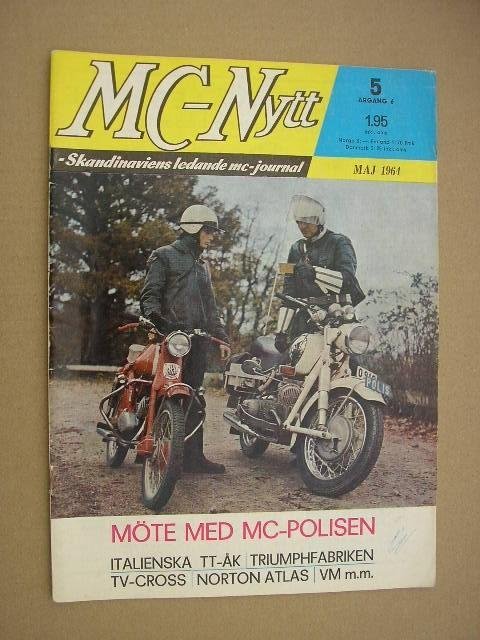 MC-Nytt
- Skandinaviens ledande mc-journal
5
ÅRGÅNG 6
1.95
MAJ 1964
POLIS
MÖTE MED MC-POLISEN
ITALIENSKA TT-ÅK | TRIUMPHFABRIKEN
TV-CROSS | NORTON ATLAS | VM m.m.